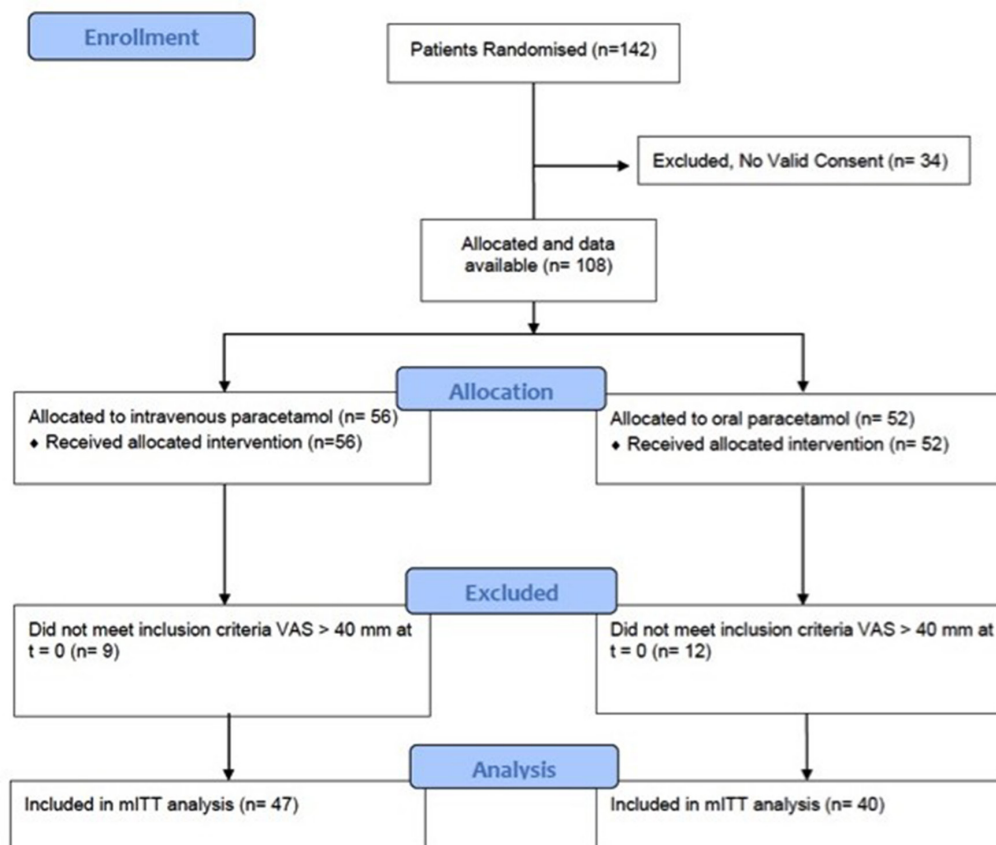 Enrollment
Patients Randomised (n=142)
Excluded, No Valid Consent (n= 34)
Allocated and data
available (n= 108)
Allocation
Allocated to intravenous paracetamol (n= 56)
♦ Received allocated intervention (n=56)
Allocated to oral paracetamol (n= 52)
♦ Received allocated intervention (n= 52)
Excluded
Did not meet inclusion criteria VAS > 40 mm at
t = 0 (n= 9)
Did not meet inclusion criteria VAS > 40 mm at
t = 0 (n= 12)
Analysis
Included in mITT analysis (n= 47)
Included in mITT analysis (n= 40)